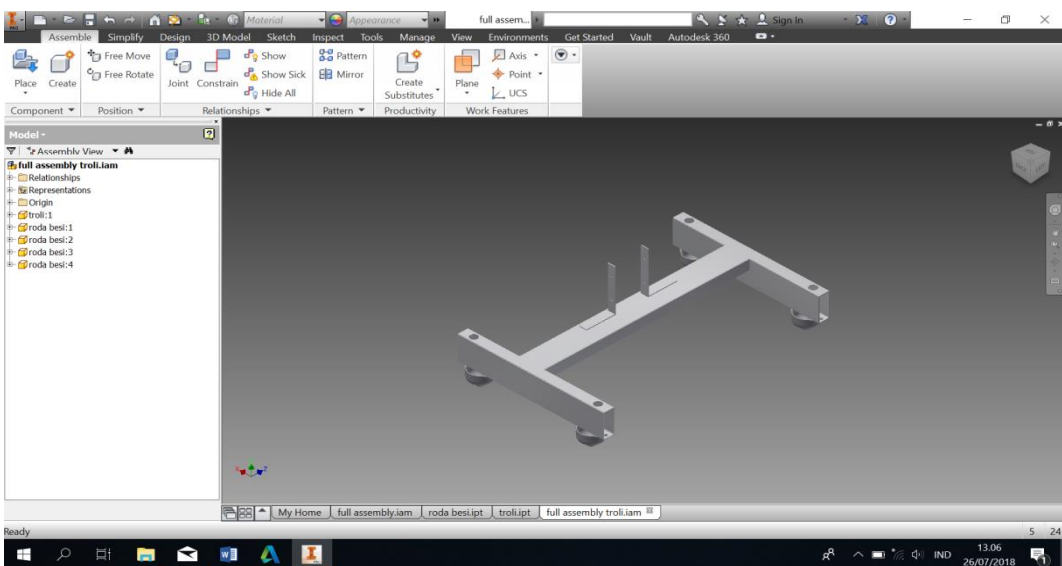 PRO Material Appearance full assem... Sign In
Assemble Simplify Design 3D Model Sketch Inspect Tools Manage View Environments Get Started Vault Autodesk 360
Place Create Free Move Free Rotate Joint Constrain Show Show Sick Hide All Pattern Mirror Create Substitutes Plane Axis Point UCS
Component Position Relationships Pattern Productivity Work Features
Model
Assembly View
full assembly troli.iam
Relationships
Representations
Origin
troli:1
roda besi:1
roda besi:2
roda besi:3
roda besi:4
My Home full assembly.iam roda besi.ipt troli.ipt full assembly troli.iam
Ready 5 24
IND 13.06
26/07/2018